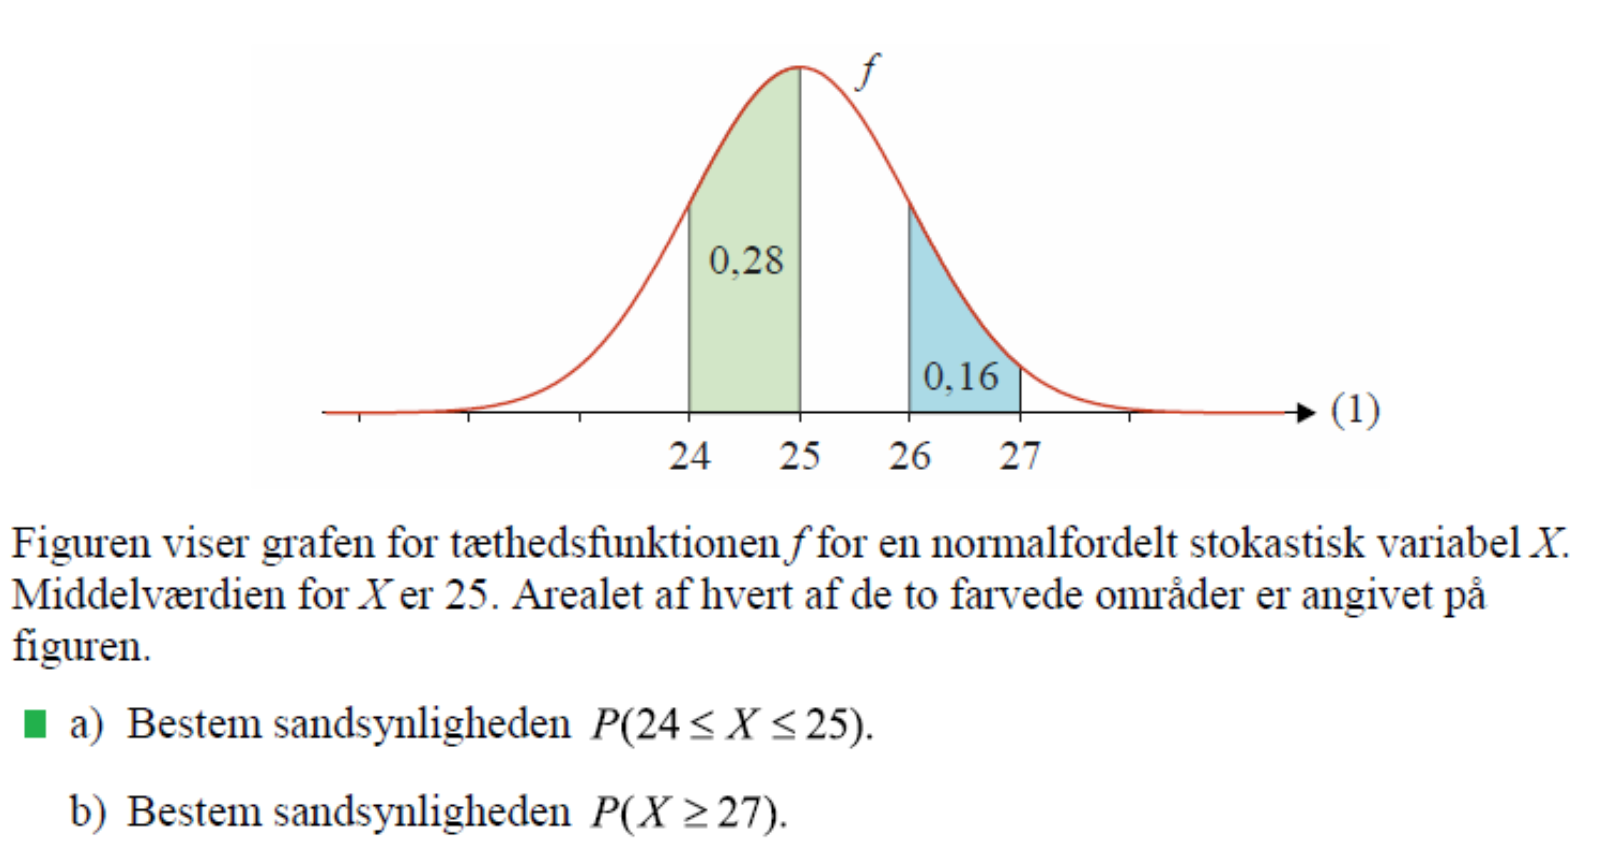 f
0,28
0,16
(1)
24 25 26 27
Figuren viser grafen for tæthedsfunktionen f for en normalfordelt stokastisk variabel X.
Middelværdien for X er 25. Arealet af hvert af de to farvede områder er angivet på
figuren.
a) Bestem sandsynligheden P(24 ≤ X ≤ 25).
b) Bestem sandsynligheden P(X ≥ 27).